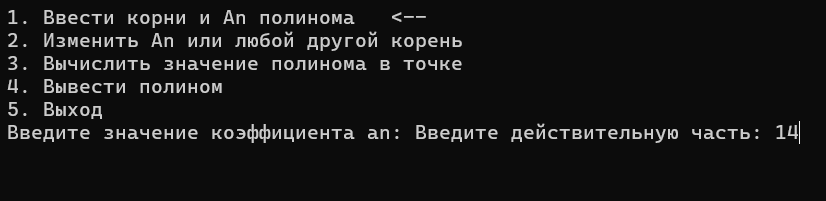 1. Ввести корни и An полинома   <--
2. Изменить An или любой другой корень
3. Вычислить значение полинома в точке
4. Вывести полином
5. Выход
Введите значение коэффициента an: Введите действительную часть: 14